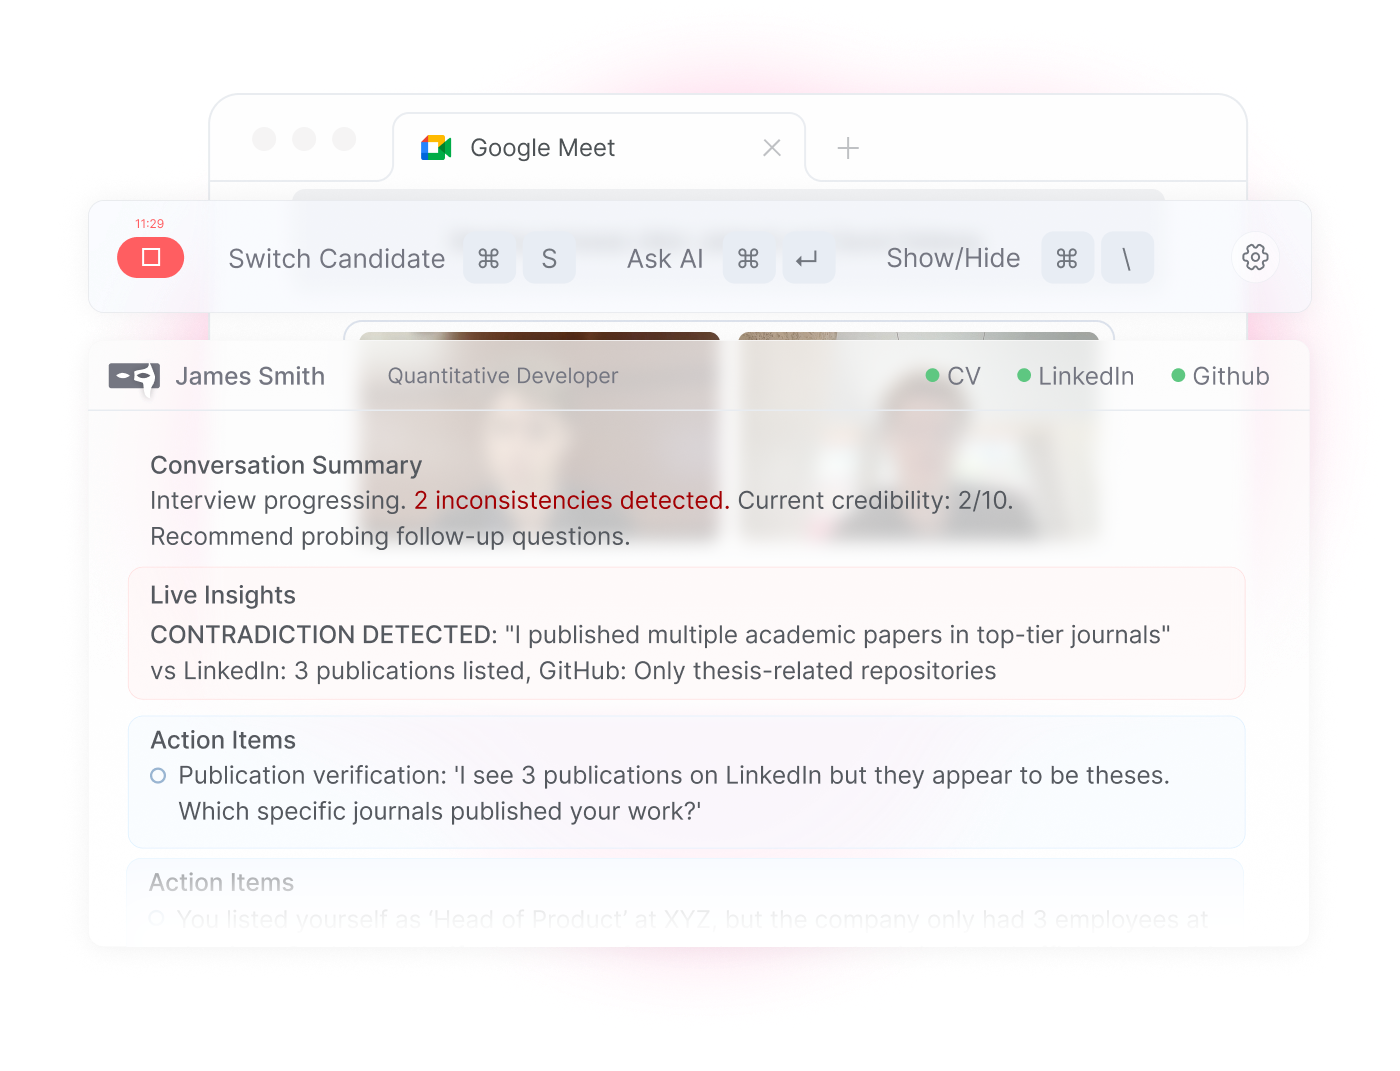 Google Meet
11:29
Switch Candidate ⌘ S Ask AI ⌘ ↵ Show/Hide ⌘ \
James Smith Quantitative Developer CV LinkedIn Github
Conversation Summary
Interview progressing. 2 inconsistencies detected. Current credibility: 2/10.
Recommend probing follow-up questions.
Live Insights
CONTRADICTION DETECTED: "I published multiple academic papers in top-tier journals"
vs LinkedIn: 3 publications listed, GitHub: Only thesis-related repositories
Action Items
Publication verification: 'I see 3 publications on LinkedIn but they appear to be theses.
Which specific journals published your work?'
Action Items
You listed yourself as ‘Head of Product’ at XYZ, but the company only had 3 employees at